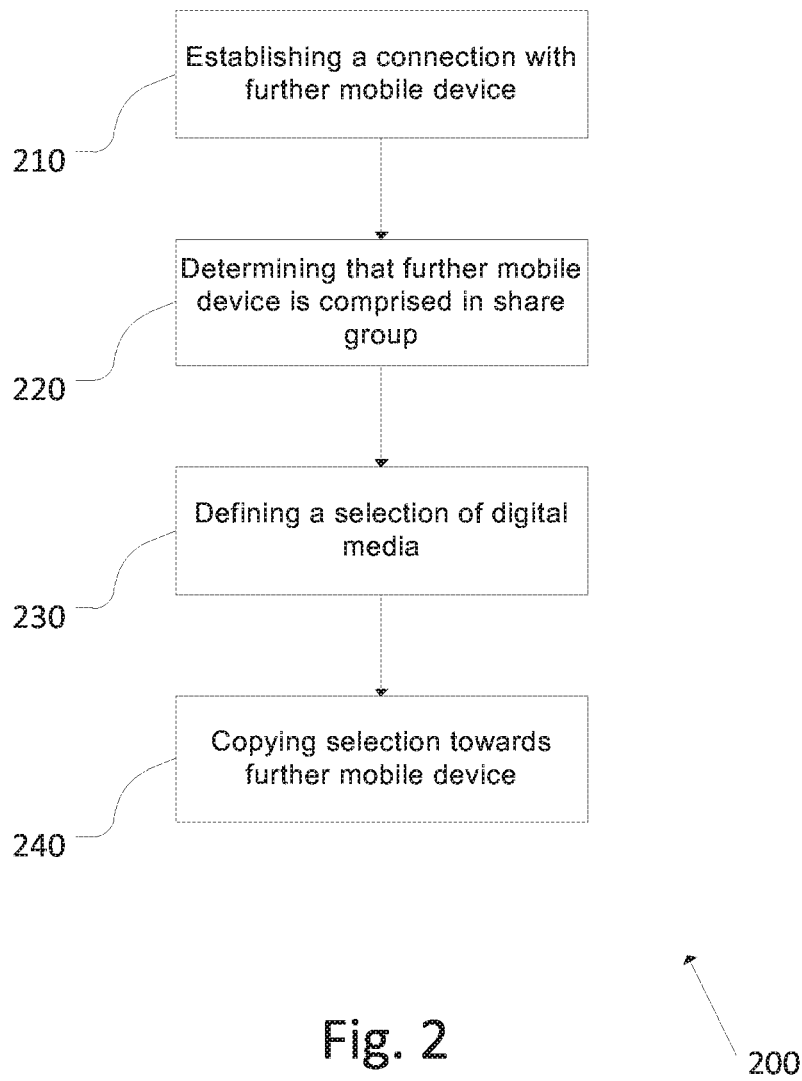 Establishing a connection with
further mobile device
210
Determining that further mobile
device is comprised in share
group
220
Defining a selection of digital
media
230
Copying selection towards
further mobile device
240
Fig. 2
200